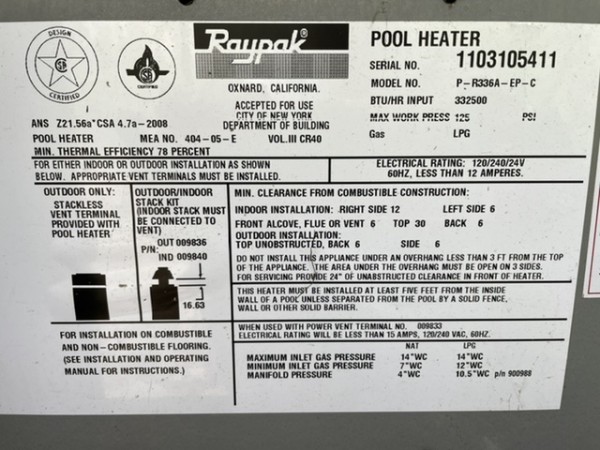 DESIGN
CERTIFIED
CERTIFIED
Raypak®
OXNARD, CALIFORNIA.
ACCEPTED FOR USE
CITY OF NEW YORK
DEPARTMENT OF BUILDING
VOL.III CR40
POOL HEATER
SERIAL NO. 1103105411
MODEL NO. P-R336A-EP-C
BTU/HR INPUT 332500
MAX WORK PRESS 125 PSI
Gas LPG
ANS Z21.56a*CSA 4.7a-2008
POOL HEATER MEA NO. 404-05-E
MIN. THERMAL EFFICIENCY 78 PERCENT
FOR EITHER INDOOR OR OUTDOOR INSTALLATION AS SHOWN
BELOW. APPROPRIATE VENT TERMINALS MUST BE INSTALLED.
ELECTRICAL RATING: 120/240/24V
60HZ, LESS THAN 12 AMPERES.
OUTDOOR ONLY:
STACKLESS
VENT TERMINAL
PROVIDED WITH
POOL HEATER
OUTDOOR/INDOOR
STACK KIT
(INDOOR STACK MUST
BE CONNECTED TO
VENT)
OUT 009836
P/N:
IND 009840
16.63
FOR INSTALLATION ON COMBUSTIBLE
AND NON-COMBUSTIBLE FLOORING.
(SEE INSTALLATION AND OPERATING
MANUAL FOR INSTRUCTIONS.)
MIN. CLEARANCE FROM COMBUSTIBLE CONSTRUCTION:
INDOOR INSTALLATION: RIGHT SIDE 12 LEFT SIDE 6
FRONT ALCOVE, FLUE OR VENT 6 TOP 30 BACK 6
OUTDOOR INSTALLATION:
TOP UNOBSTRUCTED, BACK 6 SIDE 6
DO NOT INSTALL THIS APPLIANCE UNDER AN OVERHANG LESS THAN 3 FT FROM THE TOP
OF THE APPLIANCE. THE AREA UNDER THE OVERHANG MUST BE OPEN ON 3 SIDES.
FOR SERVICING PROVIDE 24" OF UNOBSTRUCTED CLEARANCE IN FRONT OF HEATER.
THIS HEATER MUST BE INSTALLED AT LEAST FIVE FEET FROM THE INSIDE
WALL OF A POOL UNLESS SEPARATED FROM THE POOL BY A SOLID FENCE,
WALL OR OTHER SOLID BARRIER.
WHEN USED WITH POWER VENT TERMINAL NO. 009833
ELECTRICAL RATING WILL BE LESS THAN 15 AMPS, 120/240 VAC, 60HZ.
NAT LPG
MAXIMUM INLET GAS PRESSURE 14"WC 14"WC
MINIMUM INLET GAS PRESSURE 7"WC 12"WC
MANIFOLD PRESSURE 4"WC 10.5"WC p/n 900988